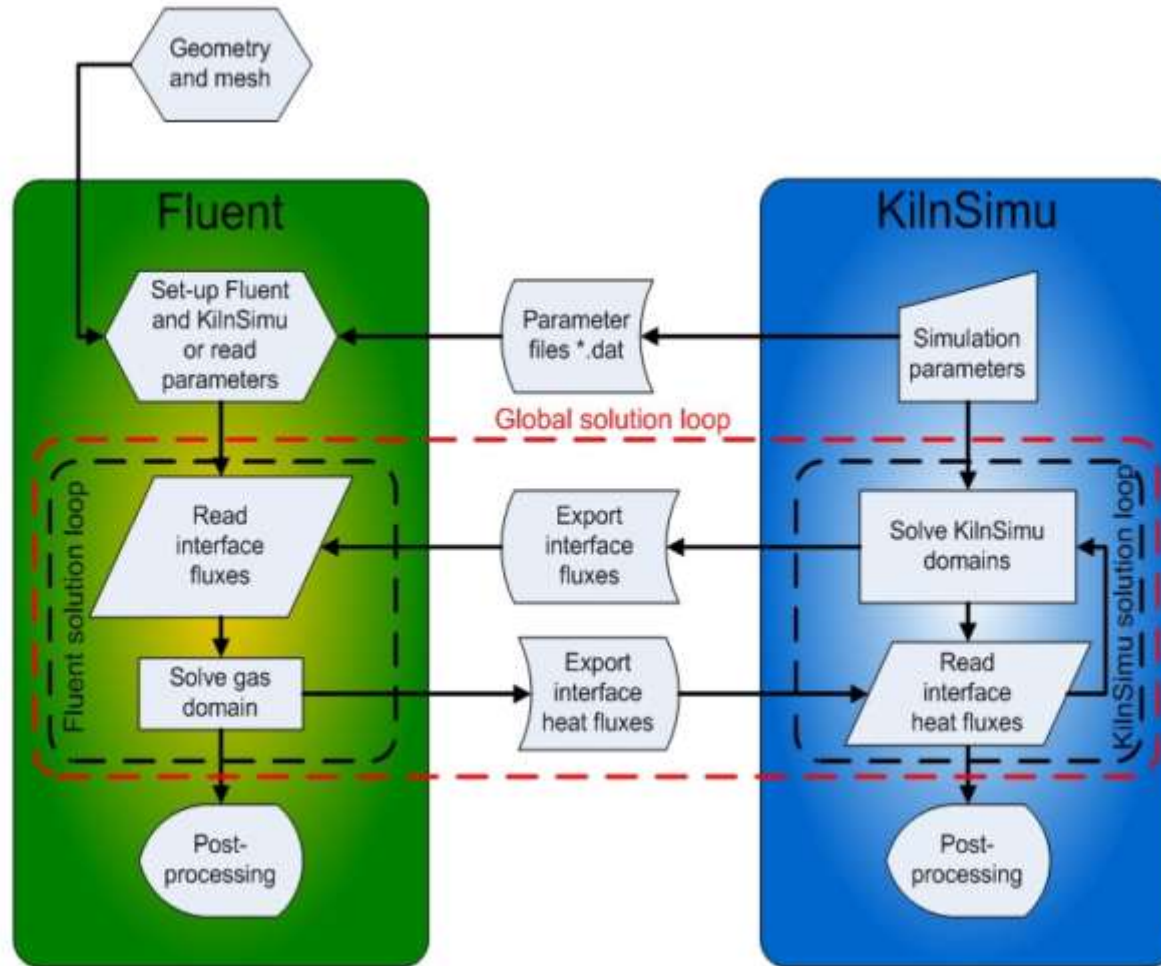 Geometry
and mesh
Fluent
KilnSimu
Set-up Fluent
and KilnSimu
or read
parameters
Parameter
files *.dat
Simulation
parameters
Global solution loop
Fluent solution loop
Read
interface
fluxes
Export
interface
fluxes
Solve KilnSimu
domains
KilnSimu solution loop
Solve gas
domain
Export
interface
heat fluxes
Read
interface
heat fluxes
Post-
processing
Post-
processing